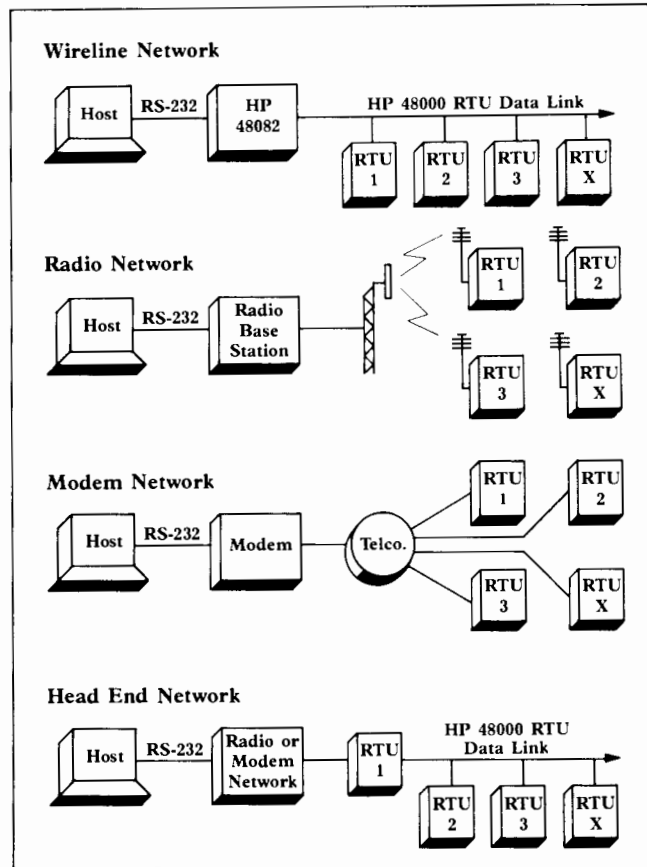 Wireline Network
Host
RS-232
HP
48082
HP 48000 RTU Data Link
RTU
1
RTU
2
RTU
3
RTU
X
Radio Network
Host
RS-232
Radio
Base
Station
RTU
1
RTU
2
RTU
3
RTU
X
Modem Network
Host
RS-232
Modem
Telco.
RTU
1
RTU
2
RTU
3
RTU
X
Head End Network
Host
RS-232
Radio or
Modem
Network
RTU
1
HP 48000 RTU
Data Link
RTU
2
RTU
3
RTU
X